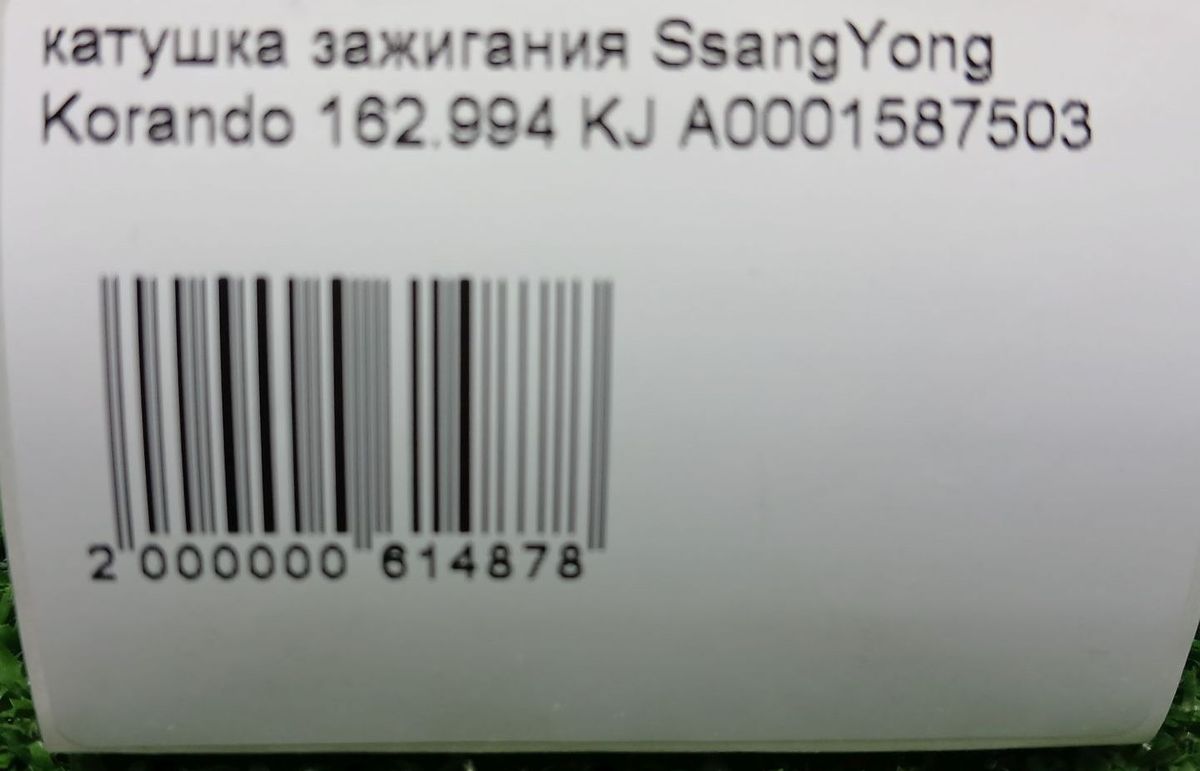 катушка зажигания SsangYong
Korando 162.994 KJ A0001587503
2 000000 614878